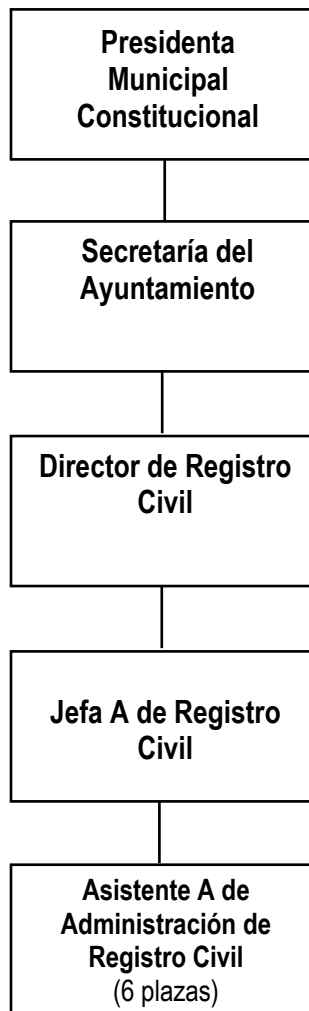 Presidenta
Municipal
Constitucional
Secretaría del
Ayuntamiento
Director de Registro
Civil
Jefa A de Registro
Civil
Asistente A de
Administración de
Registro Civil
(6 plazas)